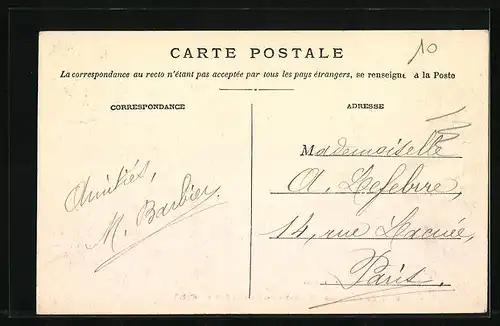 10
CARTE POSTALE
La correspondance au recto n'étant pas acceptée par tous les pays étrangers, se renseigne à la Poste
CORRESPONDANCE
ADRESSE
Amitiés,
M. Barbier.
Mademoiselle
A. Lefebvre,
14, rue Lacuée,
Paris.